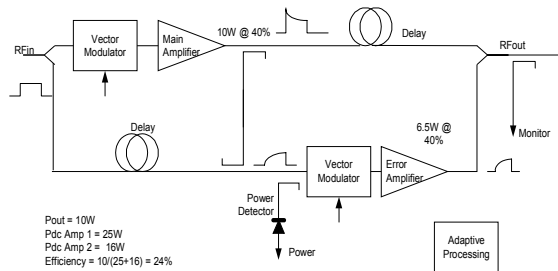 RFin
Vector
Modulator
Main
Amplifier
10W @ 40%
Delay
RFout
Delay
6.5W @
40%
Monitor
Vector
Modulator
Error
Amplifier
Power
Detector
Power
Pout = 10W
Pdc Amp 1 = 25W
Pdc Amp 2 = 16W
Efficiency = 10/(25+16) = 24%
Adaptive
Processing